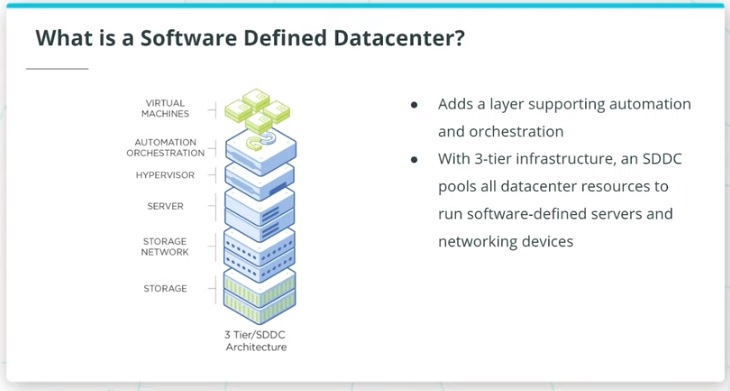 What is a Software Defined Datacenter?
VIRTUAL
MACHINES
AUTOMATION
ORCHESTRATION
HYPERVISOR
SERVER
STORAGE
NETWORK
STORAGE
3 Tier/SDDC
Architecture
● Adds a layer supporting automation
and orchestration
● With 3-tier infrastructure, an SDDC
pools all datacenter resources to
run software-defined servers and
networking devices